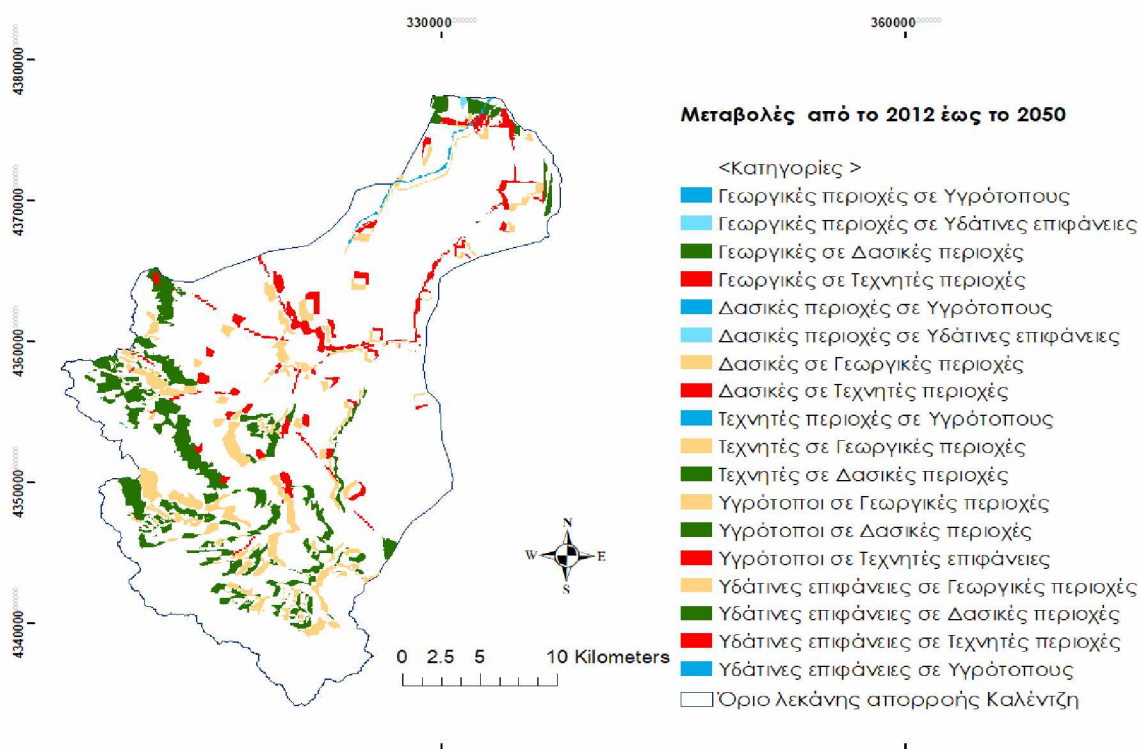 330000
360000
4380000
4370000
4360000
4350000
4340000
Μεταβολές από το 2012 έως το 2050
<Κατηγορίες >
Γεωργικές περιοχές σε Υγρότοπους
Γεωργικές περιοχές σε Υδάτινες επιφάνειες
Γεωργικές σε Δασικές περιοχές
Γεωργικές σε Τεχνητές περιοχές
Δασικές περιοχές σε Υγρότοπους
Δασικές περιοχές σε Υδάτινες επιφάνειες
Δασικές σε Γεωργικές περιοχές
Δασικές σε Τεχνητές περιοχές
Τεχνητές περιοχές σε Υγρότοπους
Τεχνητές σε Γεωργικές περιοχές
Τεχνητές σε Δασικές περιοχές
Υγρότοποι σε Γεωργικές περιοχές
Υγρότοποι σε Δασικές περιοχές
Υγρότοποι σε Τεχνητές επιφάνειες
Υδάτινες επιφάνειες σε Γεωργικές περιοχές
Υδάτινες επιφάνειες σε Δασικές περιοχές
Υδάτινες επιφάνειες σε Τεχνητές περιοχές
Υδάτινες επιφάνειες σε Υγρότοπους
Όριο λεκάνης απορροής Καλέντζη
N
W E
S
0 2.5 5 10 Kilometers